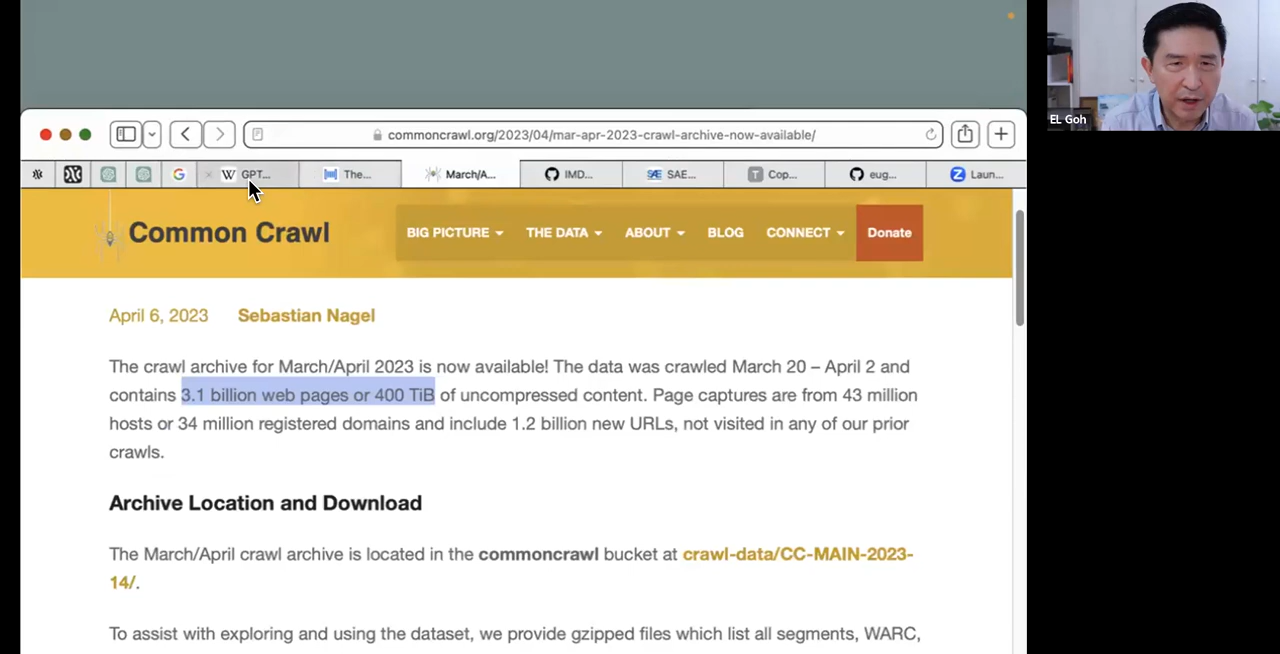 EL Goh
commoncrawl.org/2023/04/mar-apr-2023-crawl-archive-now-available/
GPT...
The...
March/A...
IMD...
SAE SAE...
T Cop...
eug...
Z Laun...
Common Crawl
BIG PICTURE THE DATA ABOUT BLOG CONNECT Donate
April 6, 2023 Sebastian Nagel
The crawl archive for March/April 2023 is now available! The data was crawled March 20 – April 2 and
contains 3.1 billion web pages or 400 TiB of uncompressed content. Page captures are from 43 million
hosts or 34 million registered domains and include 1.2 billion new URLs, not visited in any of our prior
crawls.
Archive Location and Download
The March/April crawl archive is located in the commoncrawl bucket at crawl-data/CC-MAIN-2023-
14/.
To assist with exploring and using the dataset, we provide gzipped files which list all segments, WARC,